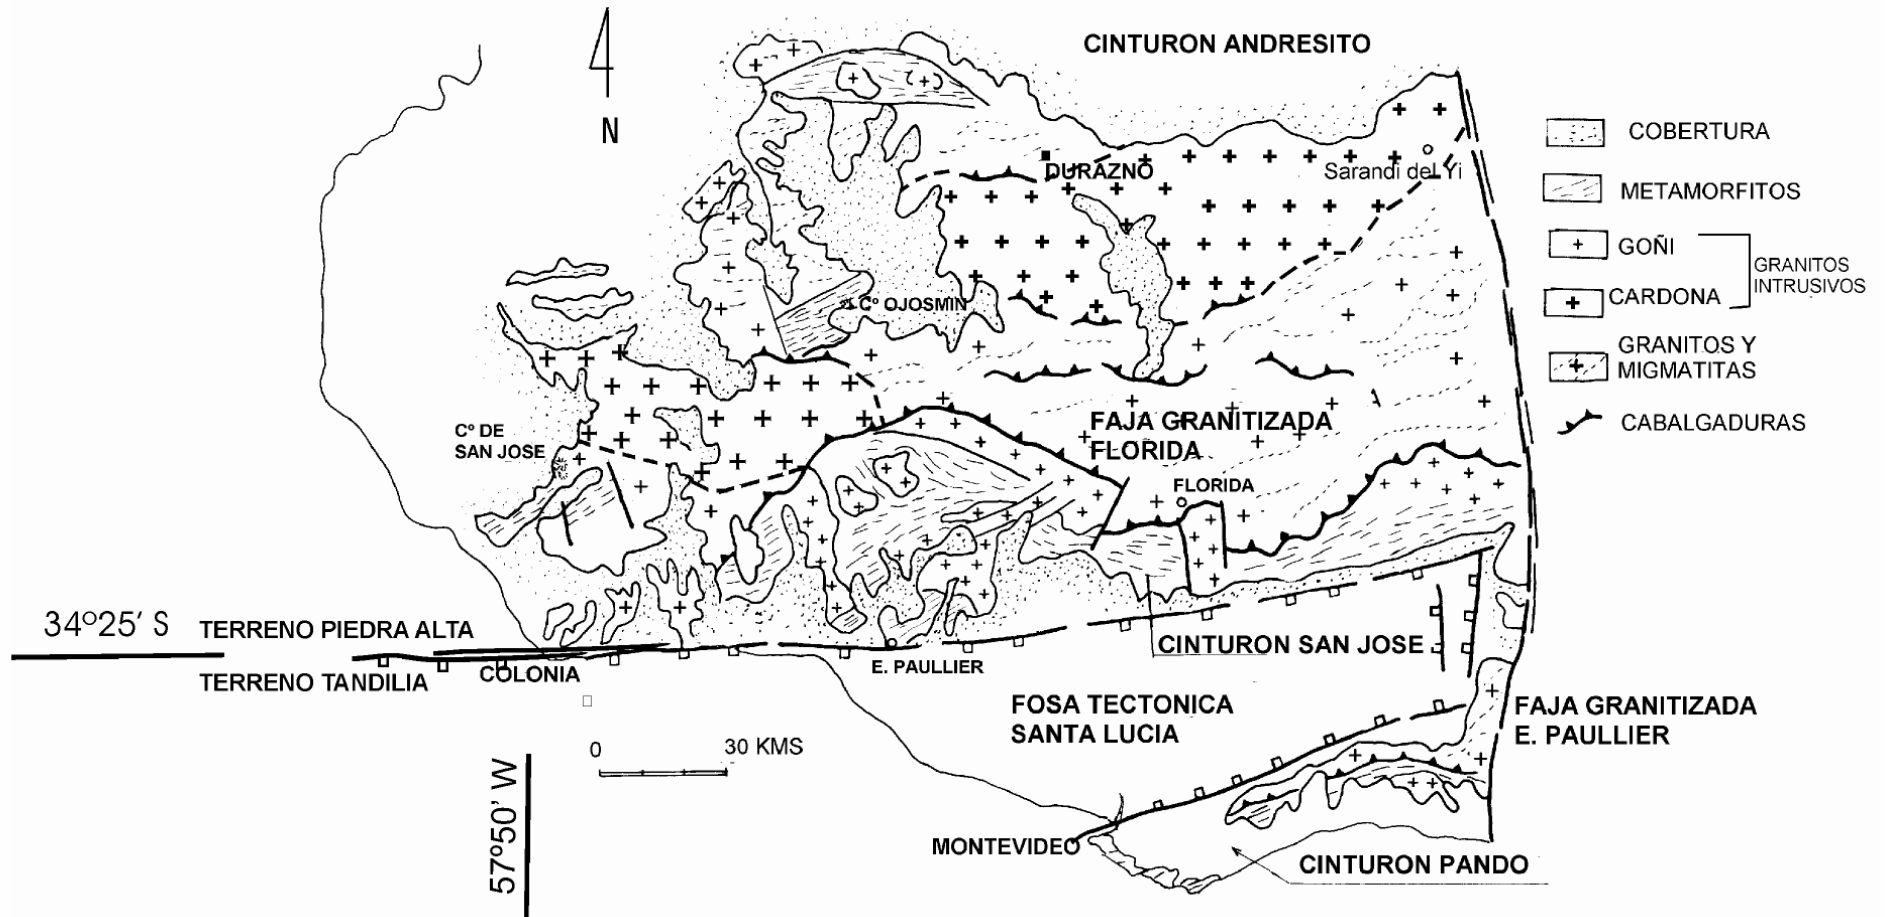 CINTURON ANDRESITO
N
COBERTURA
METAMORFITOS
GOÑI
CARDONA
GRANITOS
INTRUSIVOS
GRANITOS Y
MIGMATITAS
CABALGADURAS
DURAZNO
Sarandi del Yi
Cº OJOSMIN
Cº DE
SAN JOSE
FAJA GRANITIZADA
FLORIDA
FLORIDA
34º25' S
TERRENO PIEDRA ALTA
TERRENO TANDILIA
COLONIA
E. PAULLIER
CINTURON SAN JOSE
FOSA TECTONICA
SANTA LUCIA
FAJA GRANITIZADA
E. PAULLIER
0 30 KMS
57º50' W
MONTEVIDEO
CINTURON PANDO